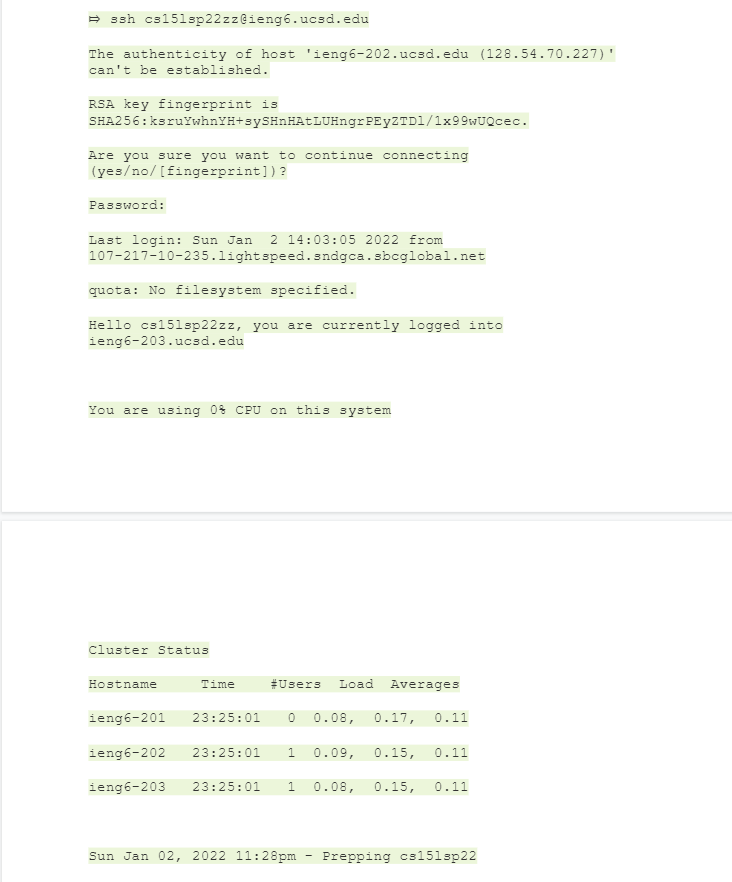 ⤇ ssh cs15lsp22zz@ieng6.ucsd.edu
The authenticity of host 'ieng6-202.ucsd.edu (128.54.70.227)'
can't be established.
RSA key fingerprint is
SHA256:ksruYwhnYH+sySHnHAtLUHngrPEyZTDl/1x99wUQcec.
Are you sure you want to continue connecting
(yes/no/[fingerprint])?
Password:
Last login: Sun Jan  2 14:03:05 2022 from
107-217-10-235.lightspeed.sndgca.sbcglobal.net
quota: No filesystem specified.
Hello cs15lsp22zz, you are currently logged into
ieng6-203.ucsd.edu
You are using 0% CPU on this system
Cluster Status
Hostname     Time    #Users  Load  Averages
ieng6-201   23:25:01   0  0.08,  0.17,  0.11
ieng6-202   23:25:01   1  0.09,  0.15,  0.11
ieng6-203   23:25:01   1  0.08,  0.15,  0.11
Sun Jan 02, 2022 11:28pm - Prepping cs15lsp22